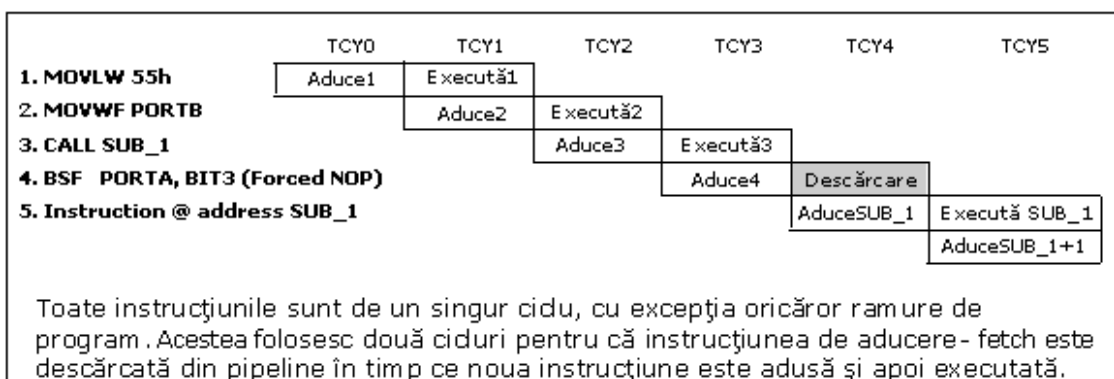 TCY0 TCY1 TCY2 TCY3 TCY4 TCY5
1. MOVLW 55h Aduce1 Execută1
2. MOVWF PORTB Aduce2 Execută2
3. CALL SUB_1 Aduce3 Execută3
4. BSF PORTA, BIT3 (Forced NOP) Aduce4 Descărcare
5. Instruction @ address SUB_1 AduceSUB_1 Execută SUB_1
AduceSUB_1+1
Toate instrucţiunile sunt de un singur ciclu, cu excepţia oricăror ramure de
program. Acestea folosesc două cicluri pentru că instrucţiunea de aducere- fetch este
descărcată din pipeline în timp ce noua instrucţiune este adusă şi apoi executată.